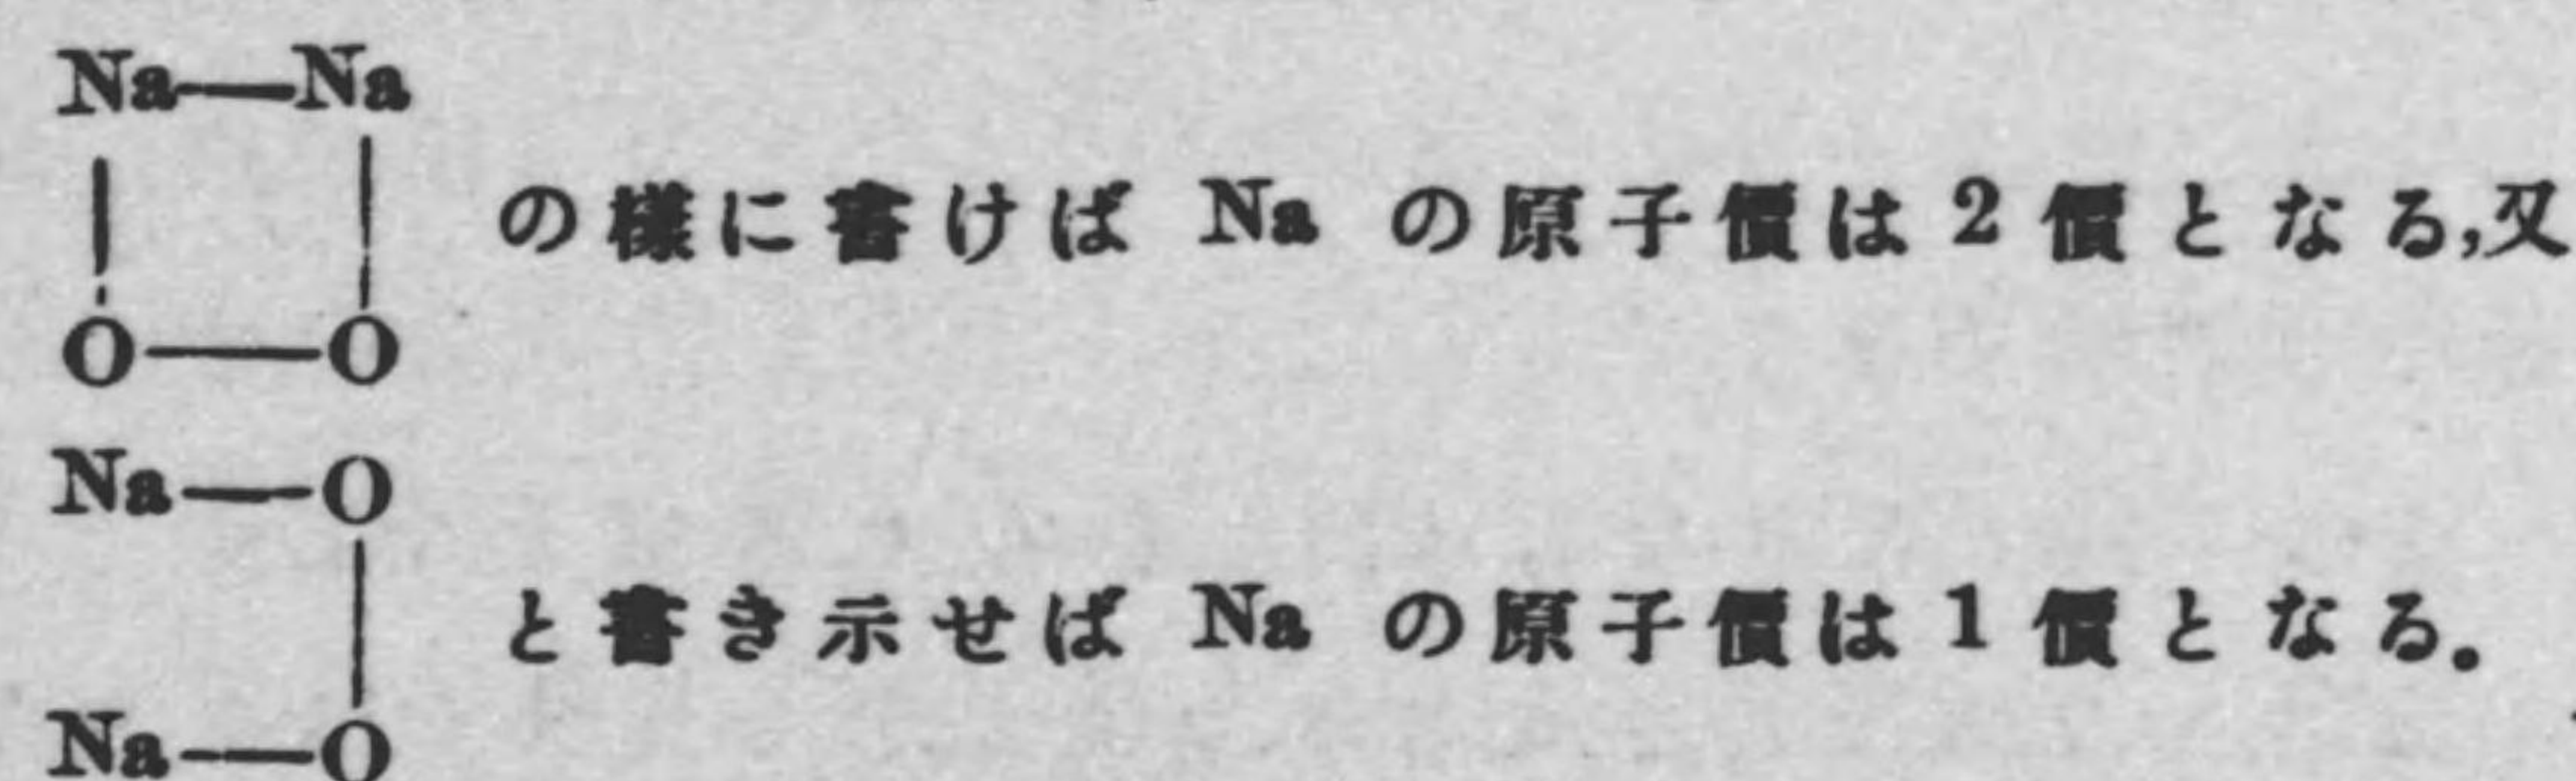 Na—Na
の様に書けば Na の原子價は 2 價となる,又
O—O
Na—O
と書き示せば Na の原子價は 1 價となる。
Na—O